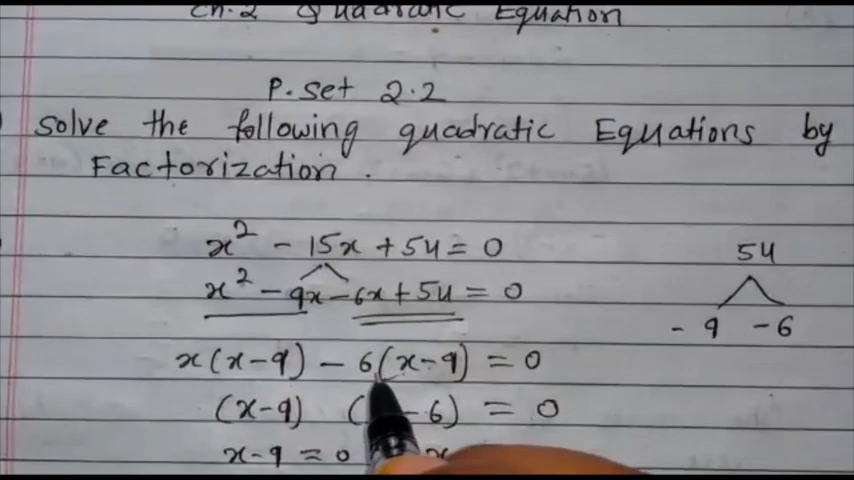 Ch.2 Quadratic Equation
P. Set 2.2
Solve the following quadratic Equations by
Factorization.
x² - 15x + 54 = 0
54
x² - 9x - 6x + 54 = 0
- 9 - 6
x(x-9) - 6(x-9) = 0
(x-9) ( - 6) = 0
x-9 = 0 x